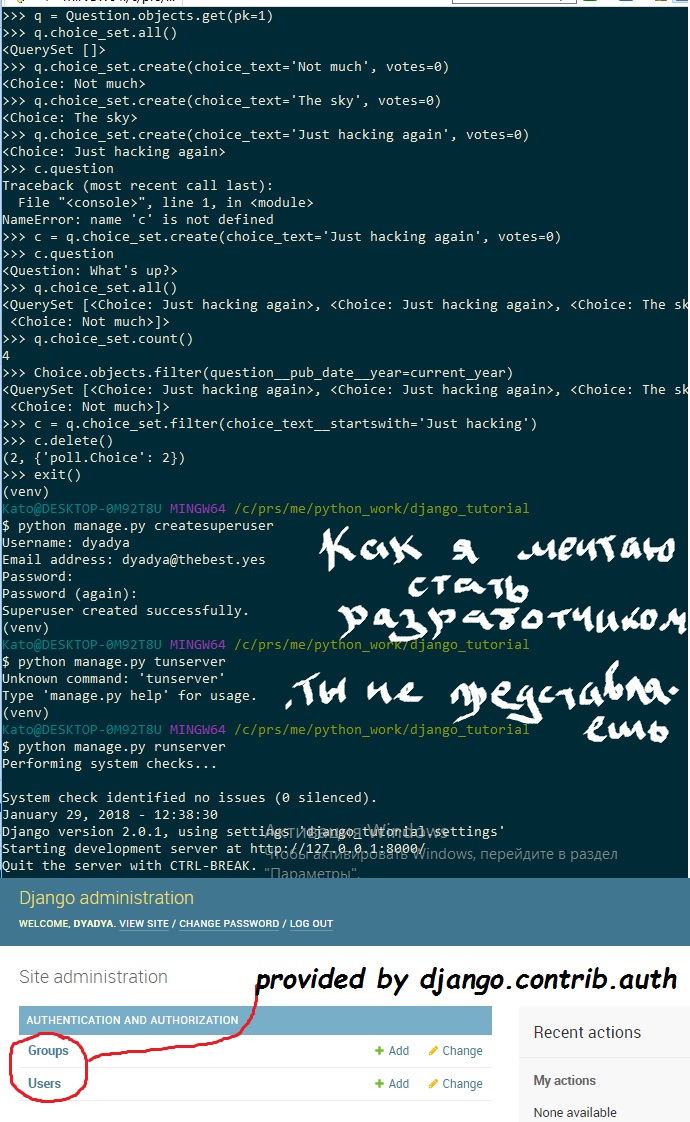 >>> q = Question.objects.get(pk=1)
>>> q.choice_set.all()
<QuerySet []>
>>> q.choice_set.create(choice_text='Not much', votes=0)
<Choice: Not much>
>>> q.choice_set.create(choice_text='The sky', votes=0)
<Choice: The sky>
>>> q.choice_set.create(choice_text='Just hacking again', votes=0)
<Choice: Just hacking again>
>>> c.question
Traceback (most recent call last):
  File "<console>", line 1, in <module>
NameError: name 'c' is not defined
>>> c = q.choice_set.create(choice_text='Just hacking again', votes=0)
>>> c.question
<Question: What's up?>
>>> q.choice_set.all()
<QuerySet [<Choice: Just hacking again>, <Choice: Just hacking again>, <Choice: The sk
 <Choice: Not much>]>
>>> q.choice_set.count()
4
>>> Choice.objects.filter(question__pub_date__year=current_year)
<QuerySet [<Choice: Just hacking again>, <Choice: Just hacking again>, <Choice: The sk
 <Choice: Not much>]>
>>> c = q.choice_set.filter(choice_text__startswith='Just hacking')
>>> c.delete()
(2, {'poll.Choice': 2})
>>> exit()
(venv)
Kato@DESKTOP-0M92T8U MINGW64 /c/prs/me/python_work/django_tutorial
$ python manage.py createsuperuser
Username: dyadya
Email address: dyadya@thebest.yes
Password:
Password (again):
Superuser created successfully.
(venv)
Как я мечтаю
стать
разработчиком
Kato@DESKTOP-0M92T8U MINGW64 /c/prs/me/python_work/django_tutorial
$ python manage.py tunserver
Unknown command: 'tunserver'
Type 'manage.py help' for usage.
(venv)
,ты не представля-
ешь
Kato@DESKTOP-0M92T8U MINGW64 /c/prs/me/python_work/django_tutorial
$ python manage.py runserver
Performing system checks...
System check identified no issues (0 silenced).
January 29, 2018 - 12:38:30
Django version 2.0.1, using settings 'django_tutorial.settings'
Starting development server at http://127.0.0.1:8000/
Quit the server with CTRL-BREAK.
Активация Windows
Чтобы активировать Windows, перейдите в раздел
"Параметры".
Django administration
WELCOME, DYADYA. VIEW SITE / CHANGE PASSWORD / LOG OUT
Site administration
provided by django.contrib.auth
AUTHENTICATION AND AUTHORIZATION
Groups + Add Change
Users + Add Change
Recent actions
My actions
None available